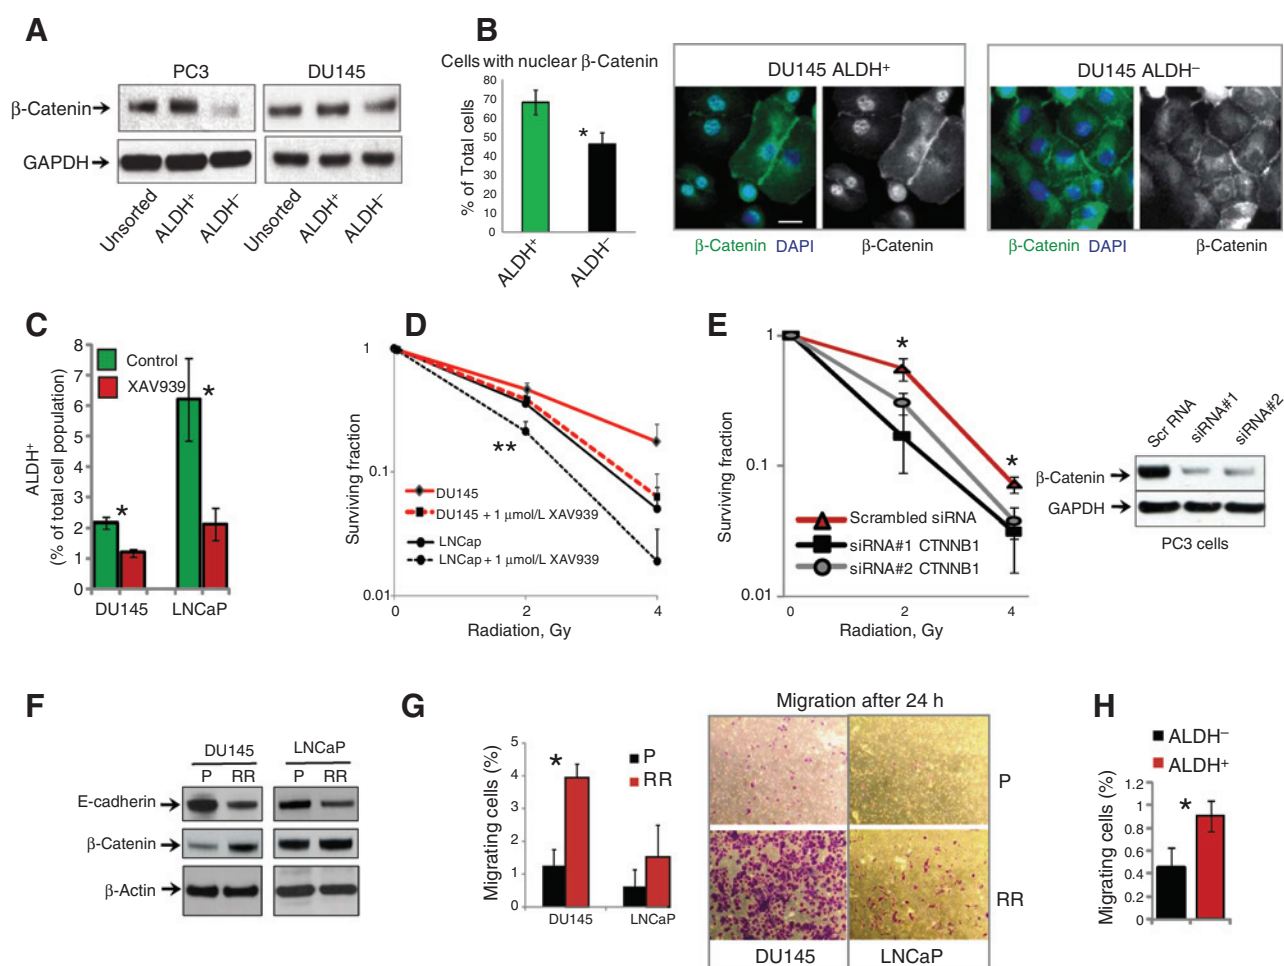 A
PC3
DU145
β-Catenin
GAPDH
Unsorted
ALDH+
ALDH–
Unsorted
ALDH+
ALDH–
B
Cells with nuclear β-Catenin
% of Total cells
80
70
60
50
40
30
20
10
0
*
ALDH+
ALDH–
DU145 ALDH+
β-Catenin DAPI
β-Catenin
DU145 ALDH–
β-Catenin DAPI
β-Catenin
C
ALDH+
(% of total cell population)
8
7
6
5
4
3
2
1
0
Control
XAV939
*
*
DU145
LNCaP
D
Surviving fraction
1
0.1
0.01
**
DU145
DU145 + 1 μmol/L XAV939
LNCap
LNCap + 1 μmol/L XAV939
0
2
4
Radiation, Gy
E
Surviving fraction
1
0.1
0.01
*
*
Scrambled siRNA
siRNA#1 CTNNB1
siRNA#2 CTNNB1
0
2
4
Radiation, Gy
Scr RNA
siRNA#1
siRNA#2
β-Catenin
GAPDH
PC3 cells
F
DU145
LNCaP
P
RR
P
RR
E-cadherin
β-Catenin
β-Actin
G
Migrating cells (%)
5
4
3
2
1
0
*
P
RR
DU145
LNCaP
Migration after 24 h
P
RR
DU145
LNCaP
H
ALDH–
ALDH+
Migrating cells (%)
1.2
1
0.8
0.6
0.4
0.2
0
*